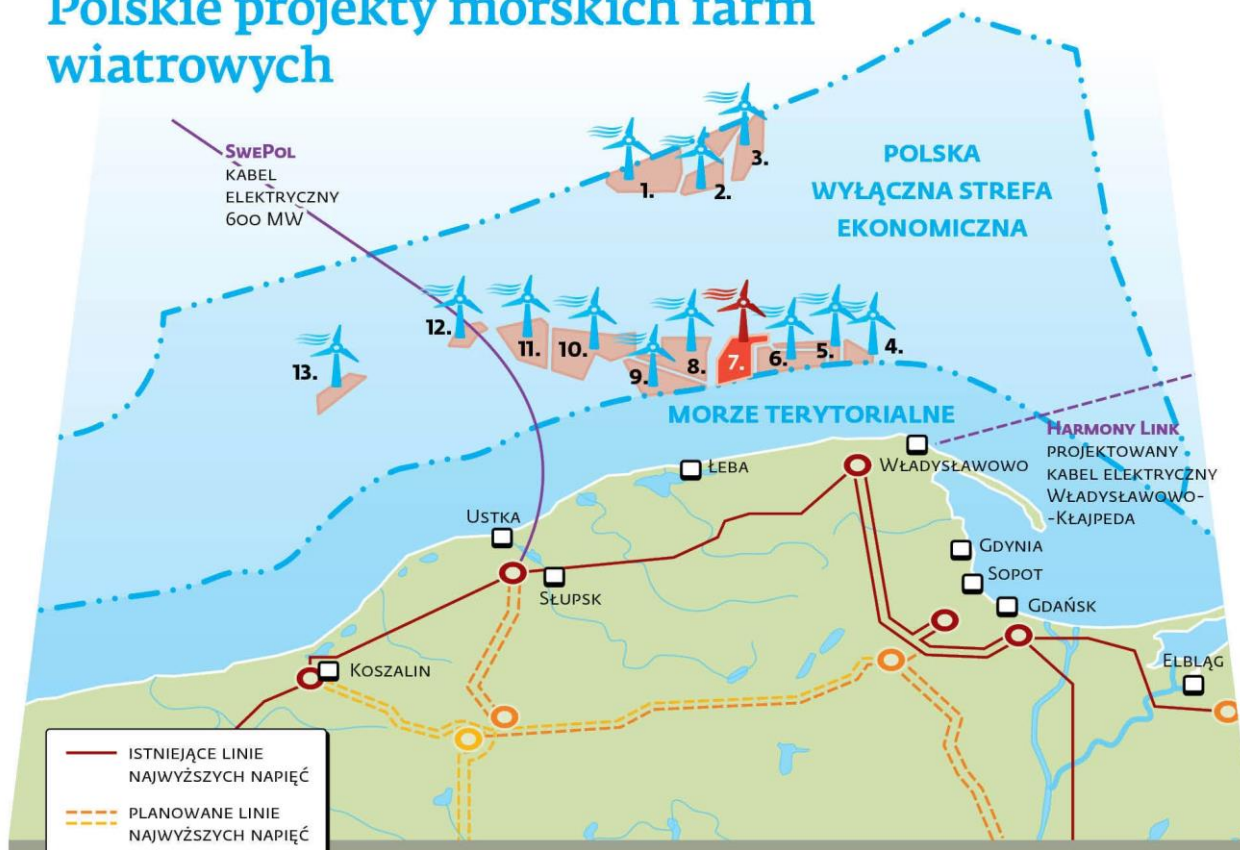 Polskie projekty morskich farm
wiatrowych
SwePol
KABEL
ELEKTRYCZNY
600 MW
POLSKA
WYŁĄCZNA STREFA
EKONOMICZNA
1.
2.
3.
4.
5.
6.
7.
8.
9.
10.
11.
12.
13.
MORZE TERYTORIALNE
HARMONY LINK
PROJEKTOWANY
KABEL ELEKTRYCZNY
WŁADYSŁAWOWO-
-KŁAJPEDA
ŁEBA
WŁADYSŁAWOWO
USTKA
SŁUPSK
GDYNIA
SOPOT
GDAŃSK
ELBLĄG
KOSZALIN
ISTNIEJĄCE LINIE
NAJWYŻSZYCH NAPIĘĆ
PLANOWANE LINIE
NAJWYŻSZYCH NAPIĘĆ